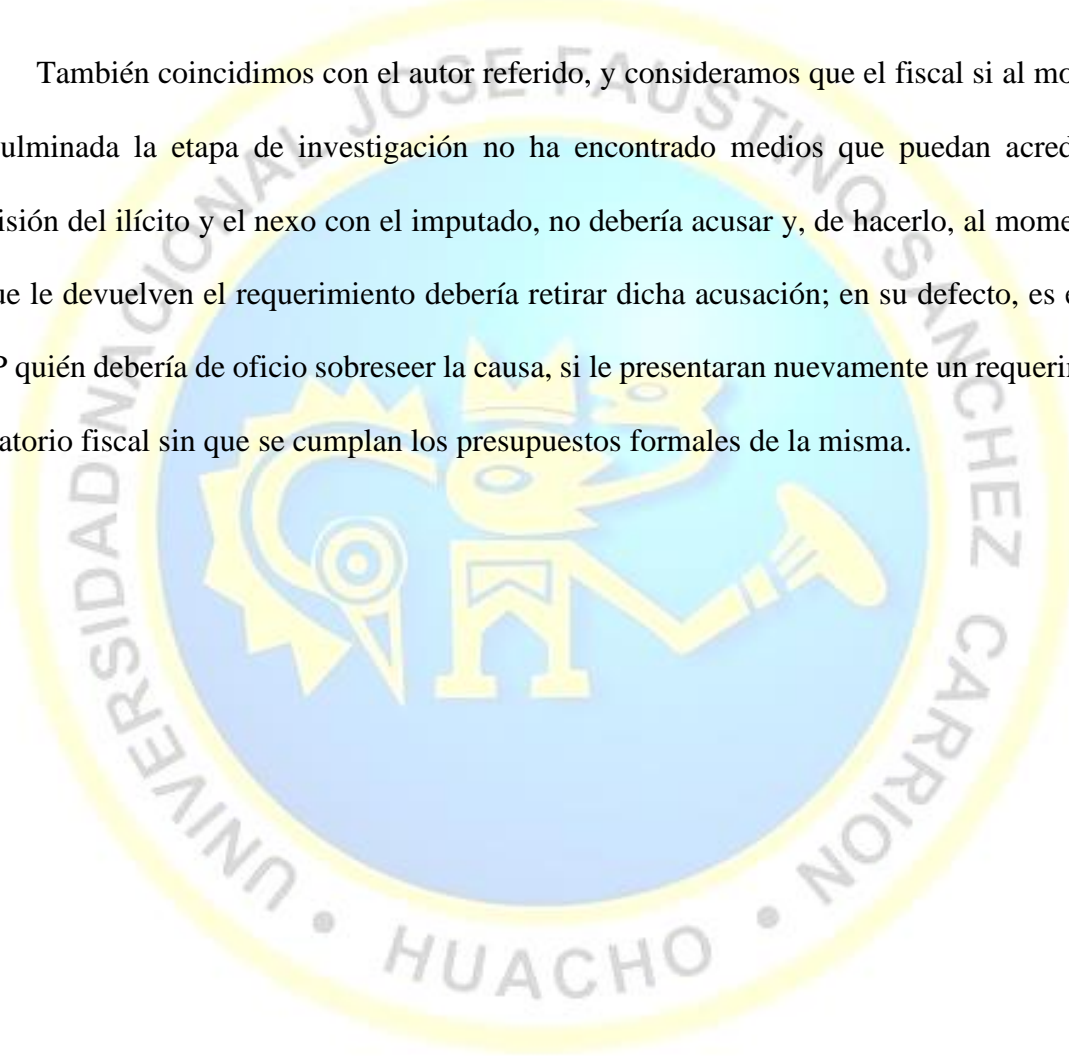 También coincidimos con el autor referido, y consideramos que el fiscal si al mo
ulminada la etapa de investigación no ha encontrado medios que puedan acred
isión del ilícito y el nexo con el imputado, no debería acusar y, de hacerlo, al mome
ue le devuelven el requerimiento debería retirar dicha acusación; en su defecto, es e
P quién debería de oficio sobreseer la causa, si le presentaran nuevamente un requerir
atorio fiscal sin que se cumplan los presupuestos formales de la misma.
UNIVERSIDAD NACIONAL JOSE FAUSTINO SANCHEZ CARRION
• HUACHO •